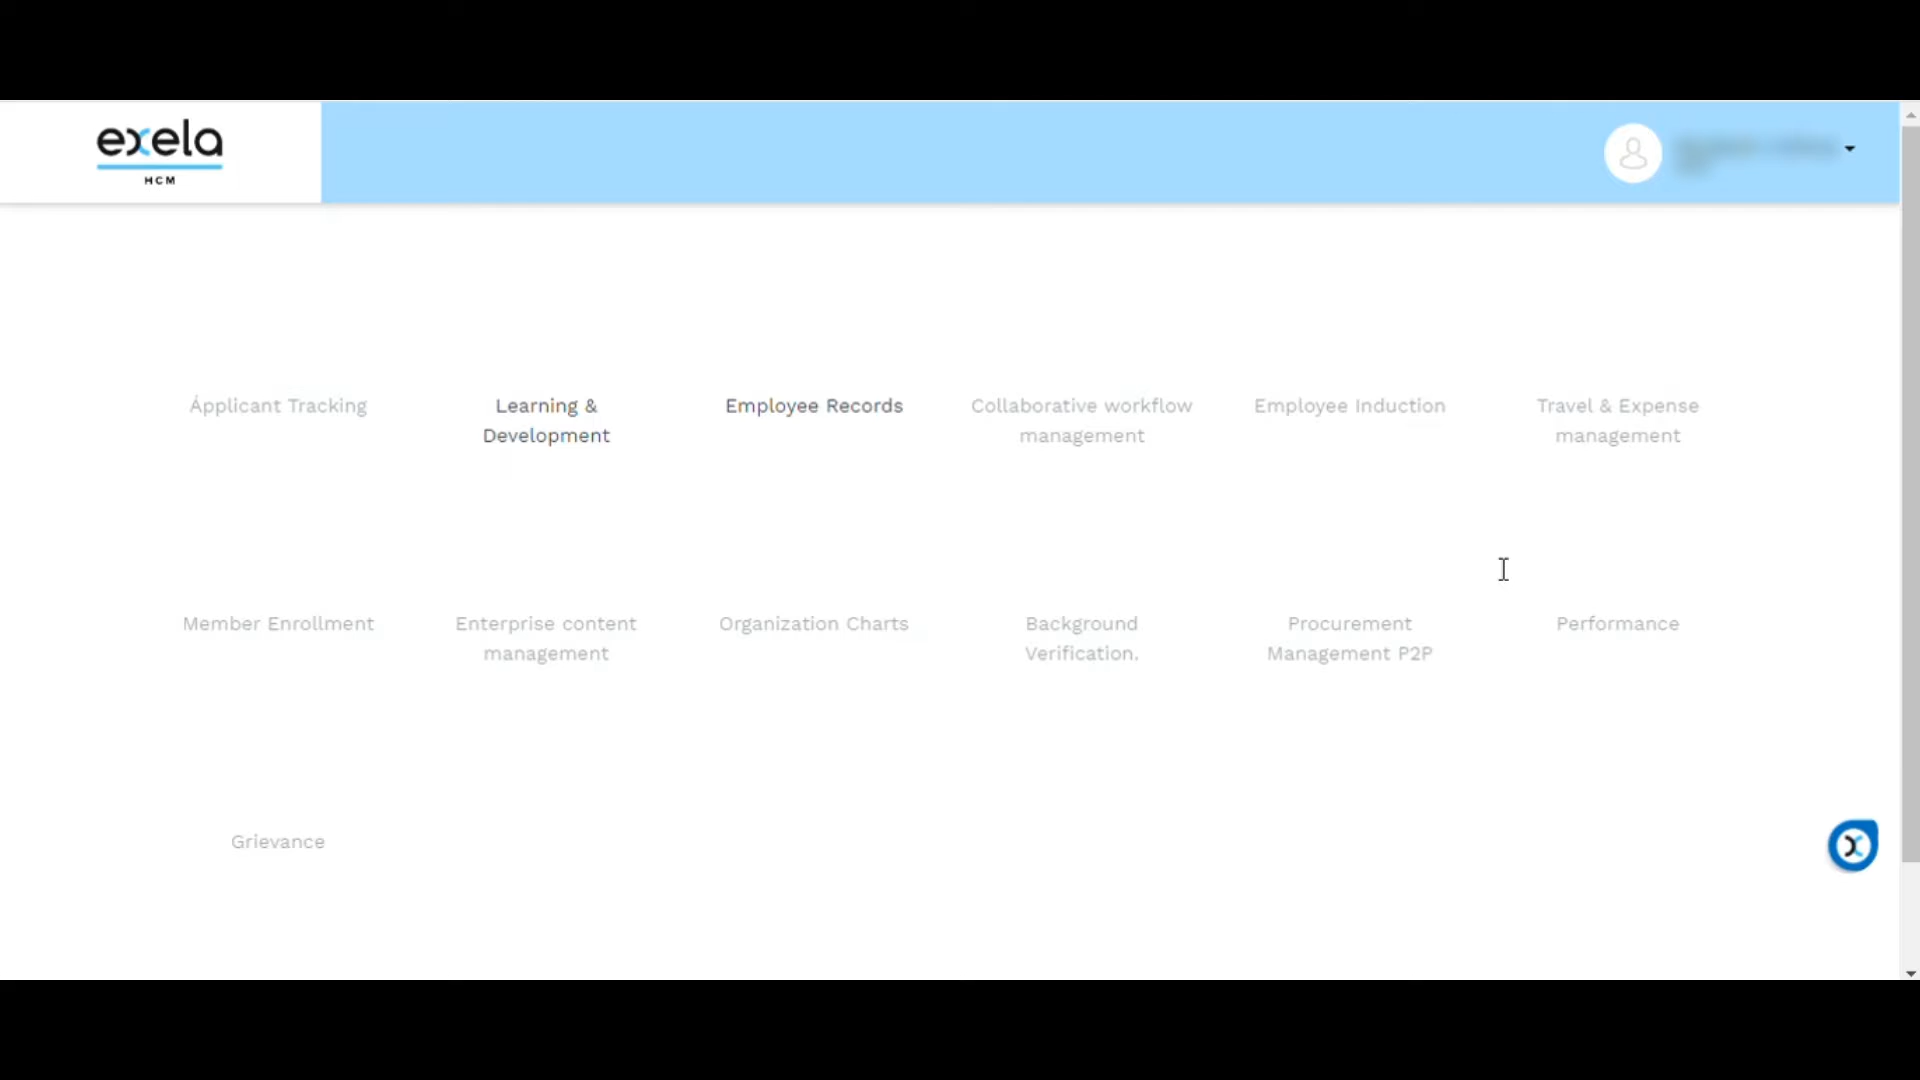 exela
HCM
Ápplicant Tracking
Learning &
Development
Employee Records
Collaborative workflow
management
Employee Induction
Travel & Expense
management
Member Enrollment
Enterprise content
management
Organization Charts
Background
Verification.
Procurement
Management P2P
Performance
Grievance